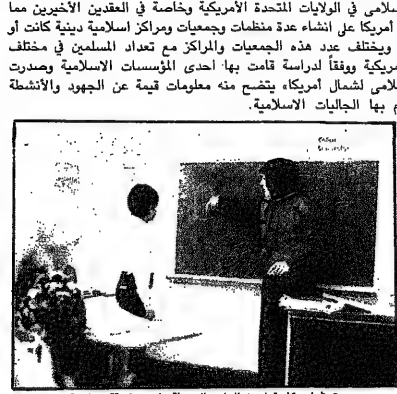 سلامى في الولايات المتحدة الأمريكية وخاصة في العقدين الأخيرين مما
أمريكا على انشاء عدة منظمات وجمعيات ومراكز اسلامية دينية كانت أو
ويختلف عدد هذه الجمعيات والمراكز مع تعداد المسلمين في مختلف
مريكية ووفقاً لدراسة قامت بها احدى المؤسسات الاسلامية وصدرت
لامى لشمال أمريكا» يتضح منه معلومات قيمة عن الجهود والأنشطة
م بها الجاليات الاسلامية.